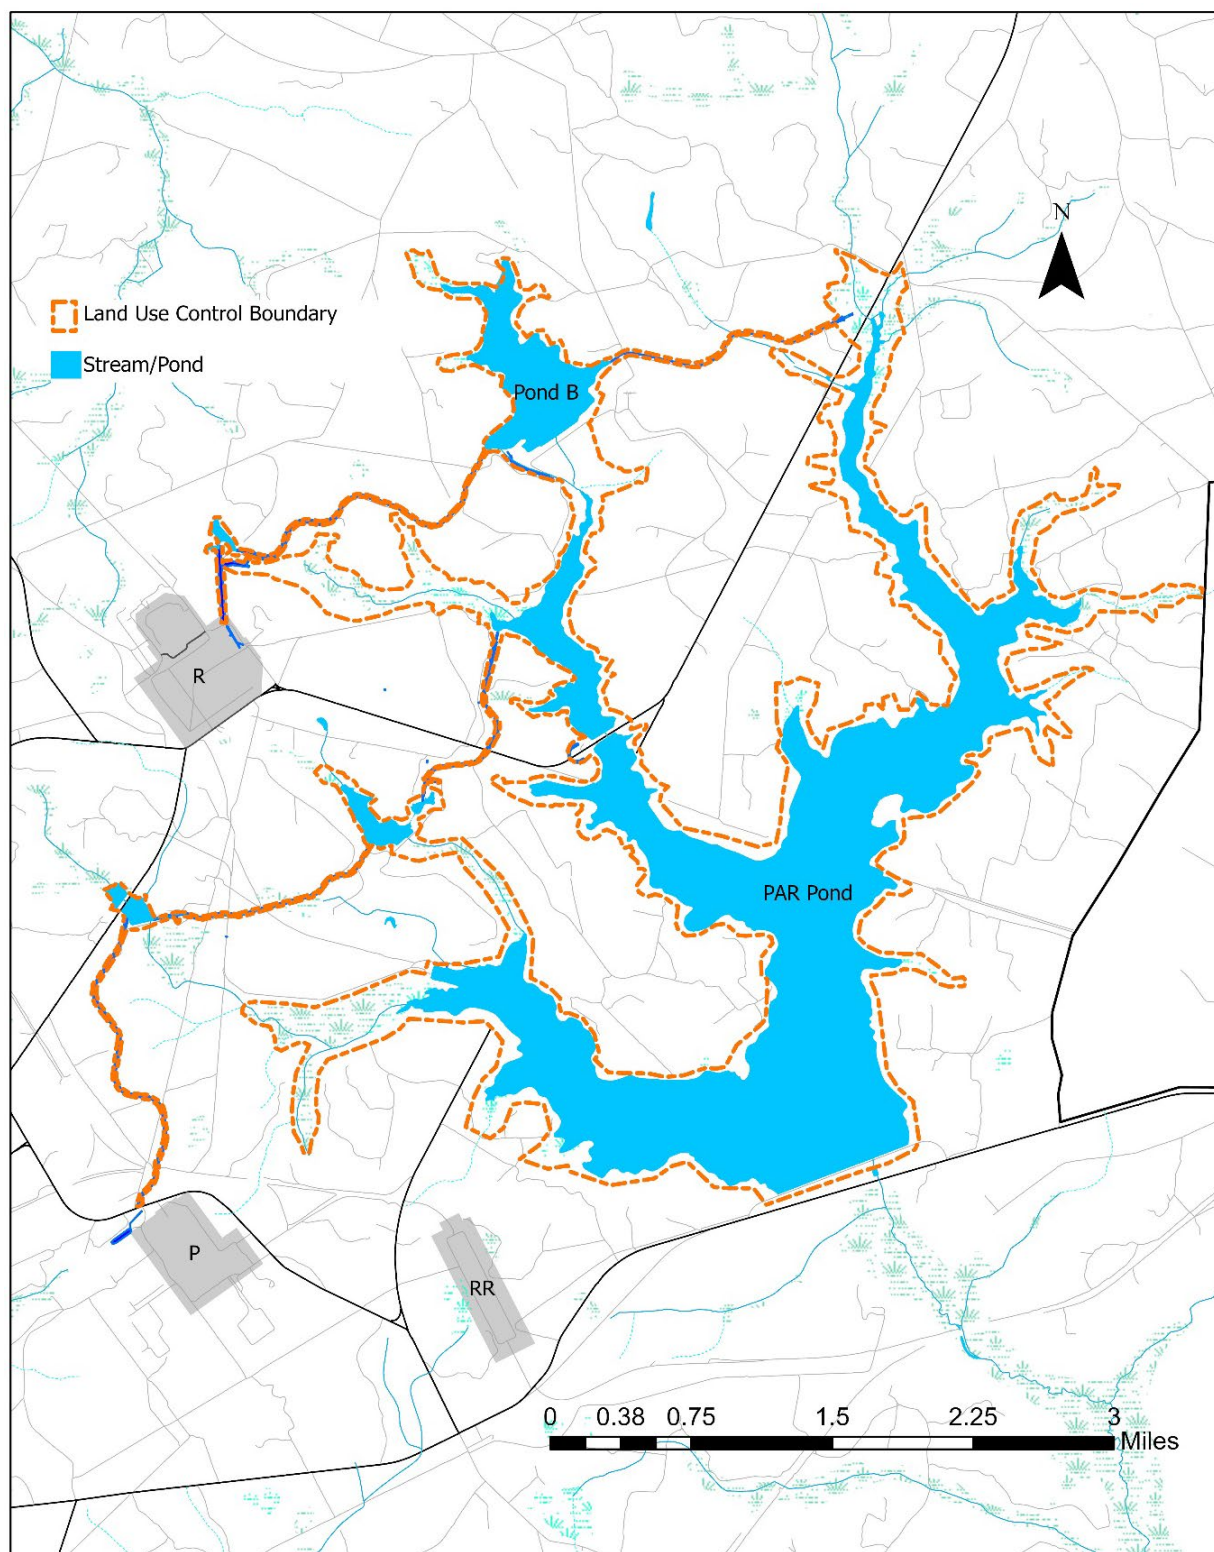 N
Land Use Control Boundary
Stream/Pond
Pond B
R
PAR Pond
P
RR
0 0.38 0.75 1.5 2.25 3
Miles